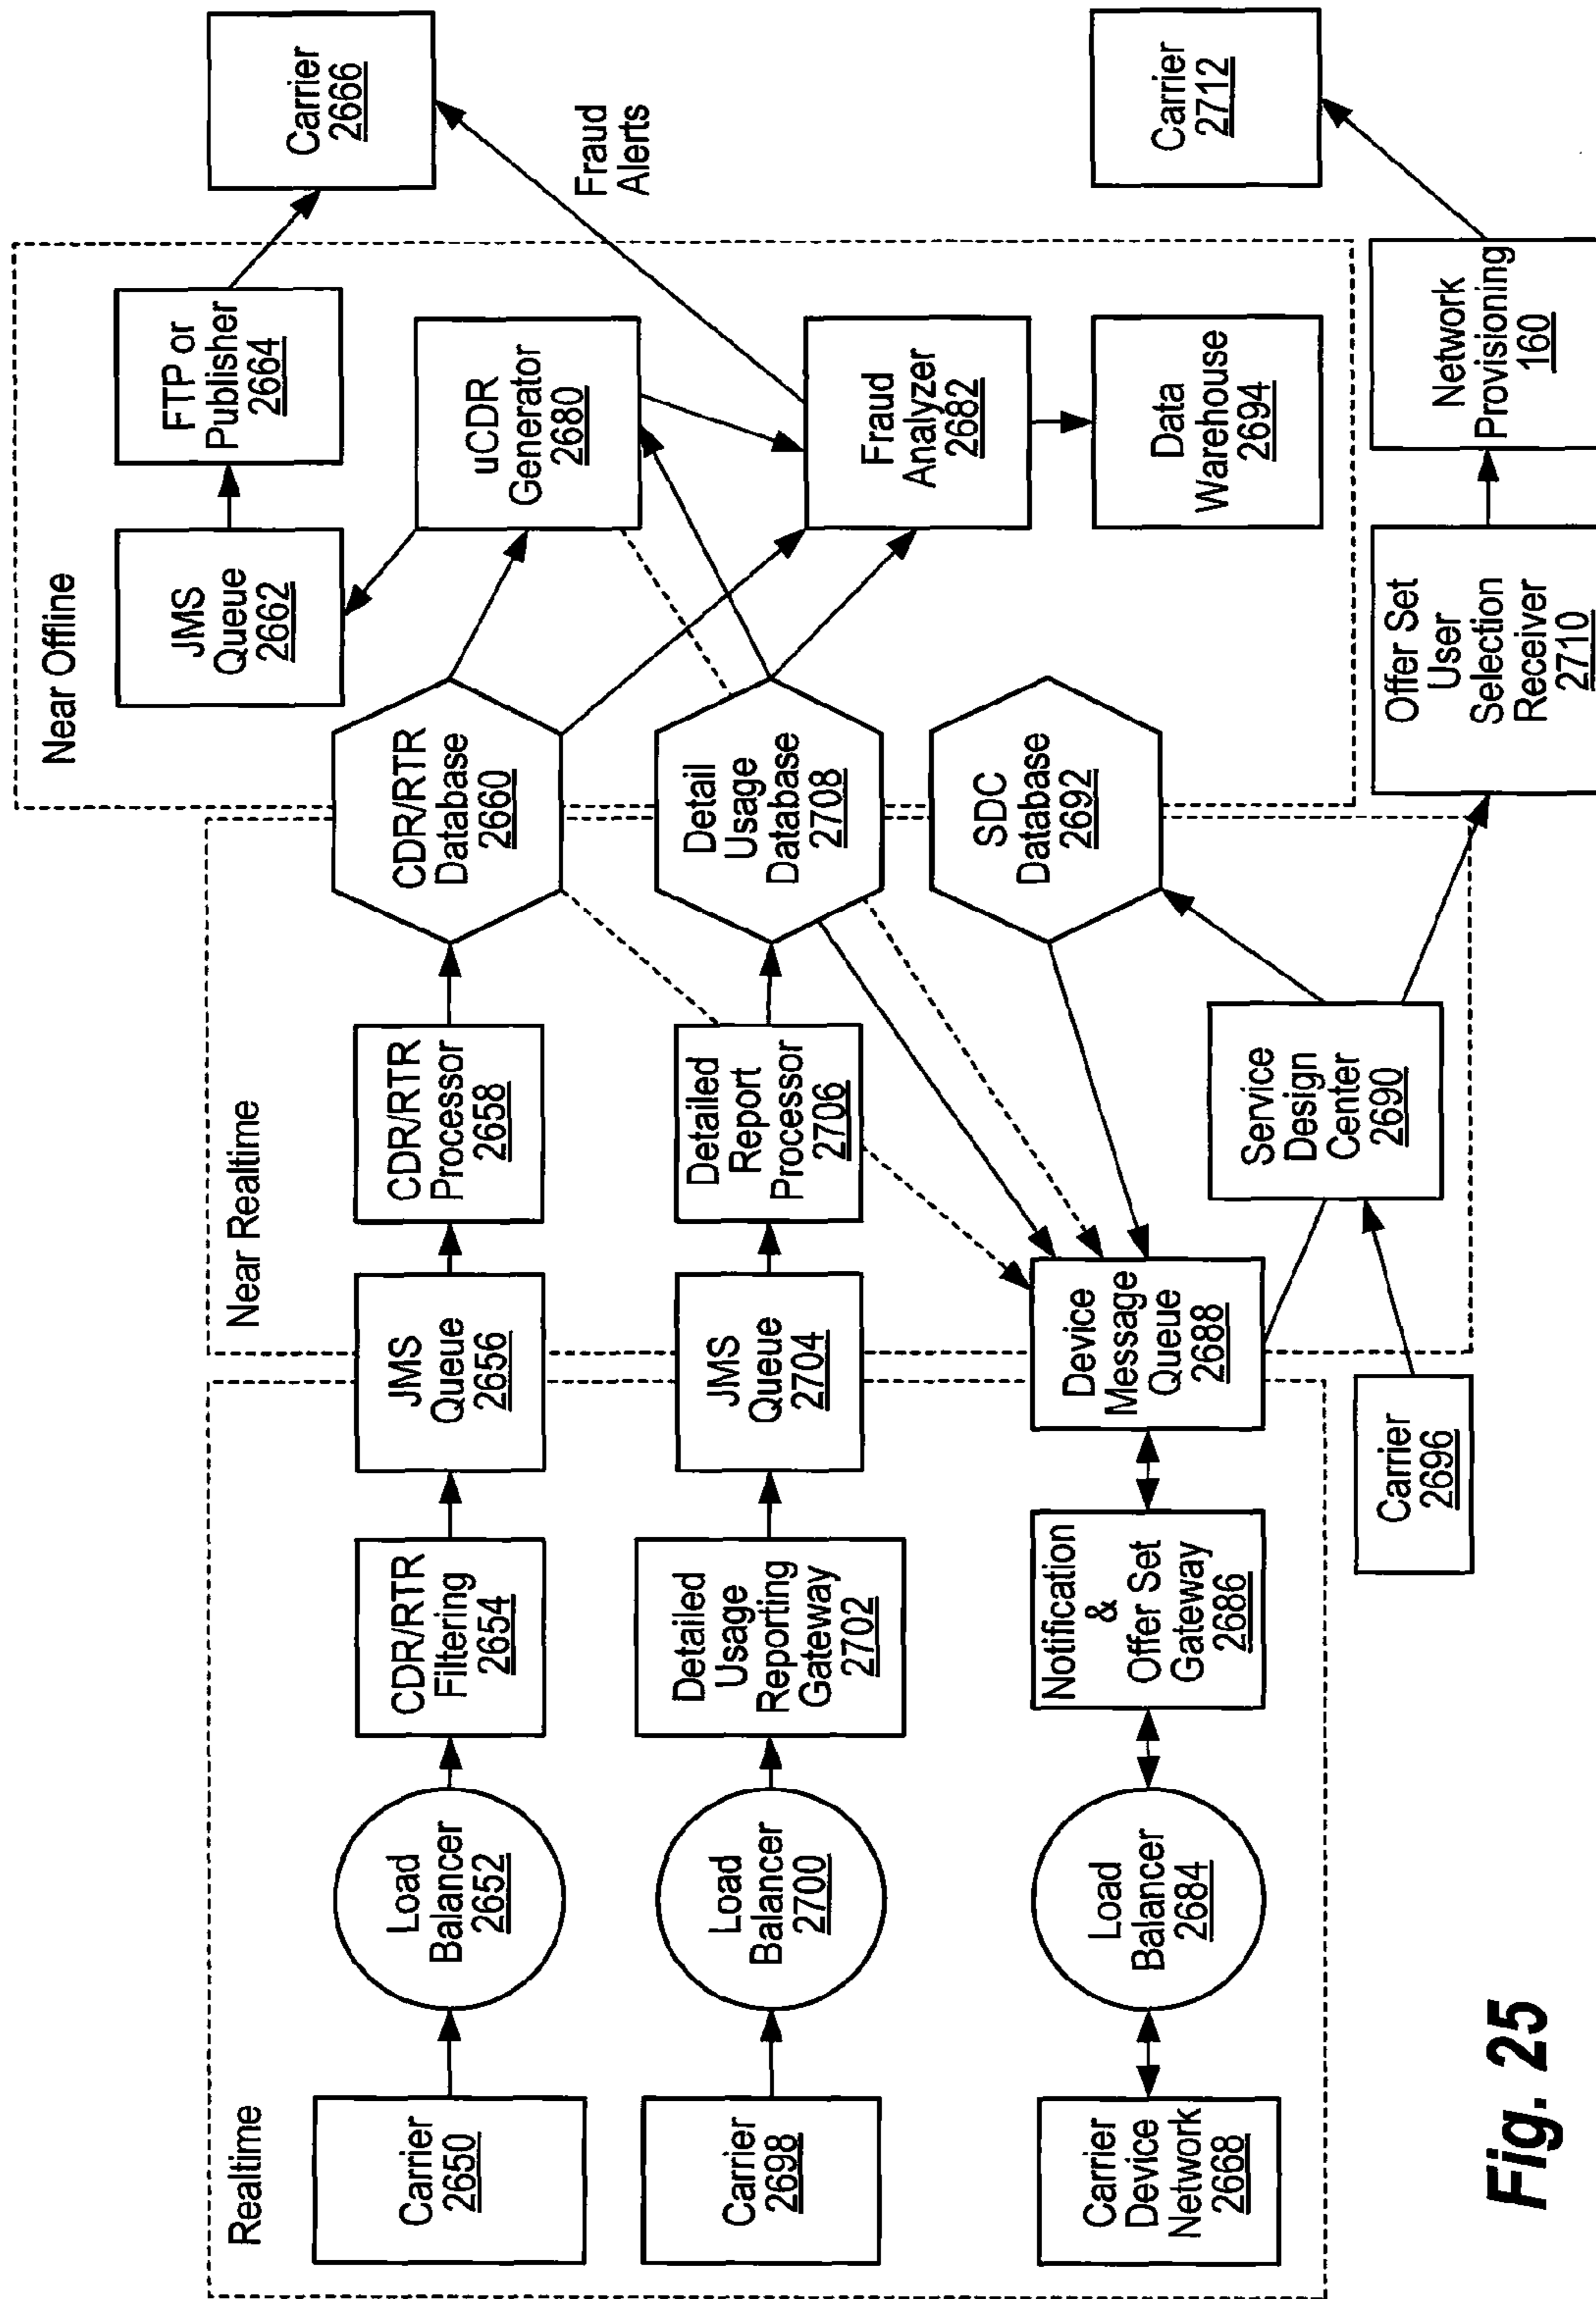 Realtime
Near Realtime
Near Offline
Carrier
2650
Load
Balancer
2652
CDR/RTR
Filtering
2654
JMS
Queue
2656
CDR/RTR
Processor
2658
CDR/RTR
Database
2660
JMS
Queue
2662
FTP or
Publisher
2664
Carrier
2666
uCDR
Generator
2680
Fraud
Alerts
Carrier
2698
Load
Balancer
2700
Detailed
Usage
Reporting
Gateway
2702
JMS
Queue
2704
Detailed
Report
Processor
2706
Detail
Usage
Database
2708
Fraud
Analyzer
2682
Data
Warehouse
2694
Carrier
Device
Network
2668
Load
Balancer
2684
Notification
&
Offer Set
Gateway
2686
Device
Message
Queue
2688
SDC
Database
2692
Service
Design
Center
2690
Carrier
2696
Offer Set
User
Selection
Receiver
2710
Network
Provisioning
160
Carrier
2712
Fig. 25